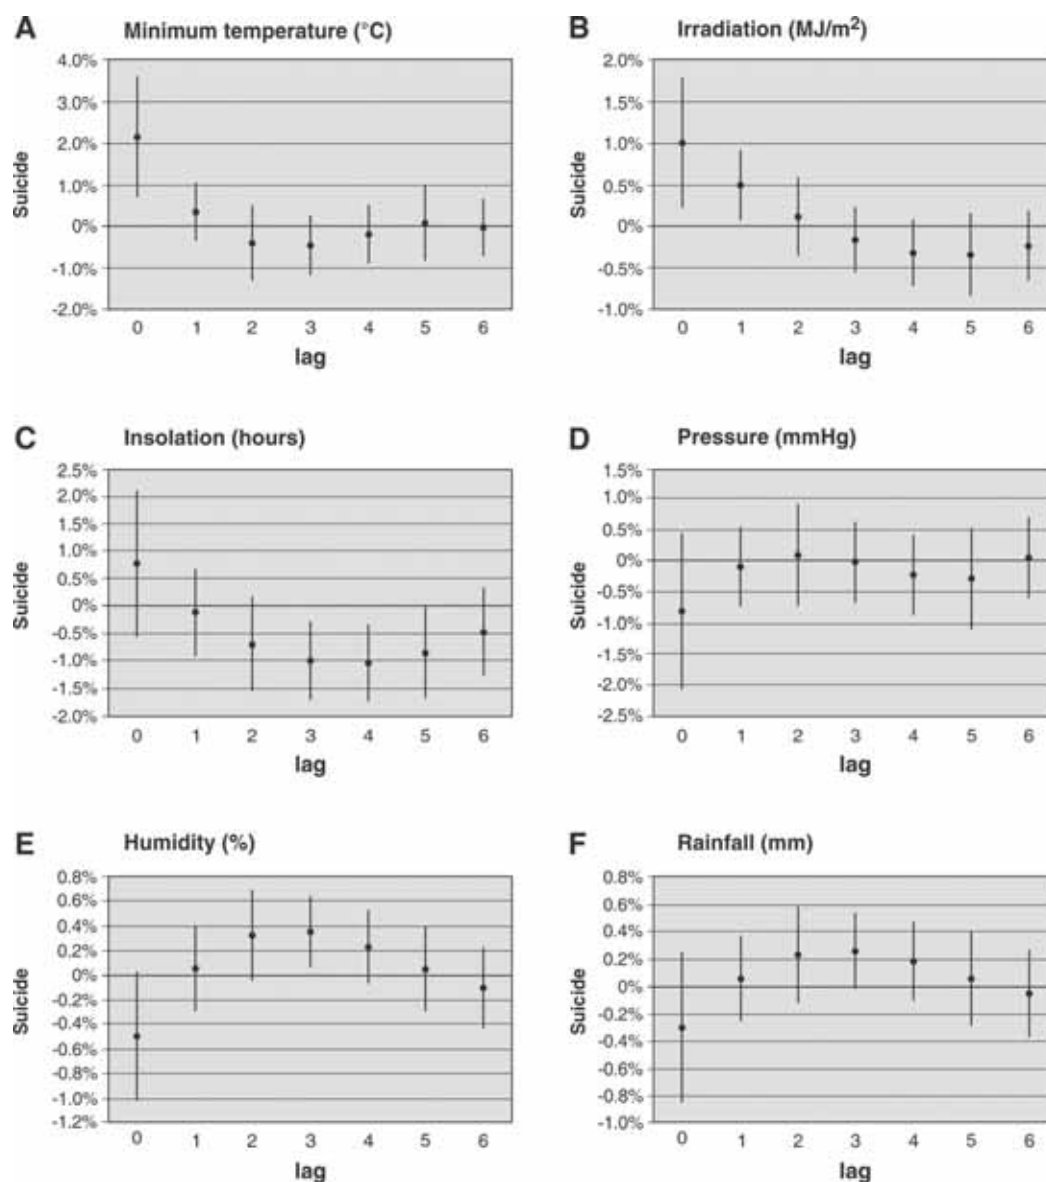 A Minimum temperature (°C)
4.0%
3.0%
2.0%
1.0%
0%
-1.0%
-2.0%
Suicide
0 1 2 3 4 5 6
lag
B Irradiation (MJ/m²)
2.0%
1.0%
0.5%
0%
-0.5%
-1.0%
Suicide
0 1 2 3 4 5 6
lag
C Insolation (hours)
2.5%
2.0%
1.5%
1.0%
0.5%
0%
-0.5%
-1.0%
-1.5%
-2.0%
Suicide
0 1 2 3 4 5 6
lag
D Pressure (mmHg)
1.5%
1.0%
0.5%
0%
-0.5%
-1.0%
-1.5%
-2.0%
-2.5%
Suicide
0 1 2 3 4 5 6
lag
E Humidity (%)
0.8%
0.6%
0.4%
0.2%
0%
-0.2%
-0.4%
-0.6%
-0.8%
-1.0%
-1.2%
Suicide
0 1 2 3 4 5 6
lag
F Rainfall (mm)
0.8%
0.6%
0.4%
0.2%
0%
-0.2%
-0.4%
-0.6%
-0.8%
-1.0%
Suicide
0 1 2 3 4 5 6
lag